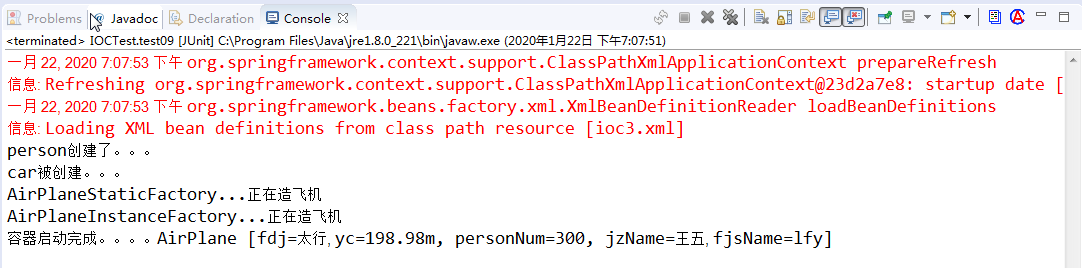 Problems @ Javadoc Declaration Console
<terminated> IOCTest.test09 [JUnit] C:\Program Files\Java\jre1.8.0_221\bin\javaw.exe (2020年1月22日 下午7:07:51)
一月 22, 2020 7:07:53 下午 org.springframework.context.support.ClassPathXmlApplicationContext prepareRefresh
信息: Refreshing org.springframework.context.support.ClassPathXmlApplicationContext@23d2a7e8: startup date [
一月 22, 2020 7:07:53 下午 org.springframework.beans.factory.xml.XmlBeanDefinitionReader loadBeanDefinitions
信息: Loading XML bean definitions from class path resource [ioc3.xml]
person创建了。。。
car被创建。。。
AirPlaneStaticFactory...正在造飞机
AirPlaneInstanceFactory...正在造飞机
容器启动完成。。。。AirPlane [fdj=太行,yc=198.98m, personNum=300, jzName=王五,fjsName=lfy]